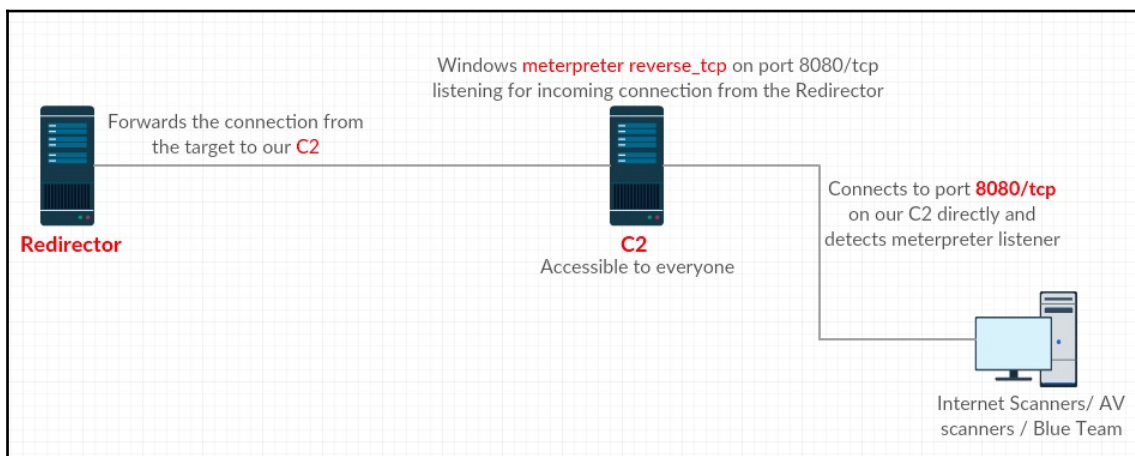 Windows meterpreter reverse_tcp on port 8080/tcp
listening for incoming connection from the Redirector
Forwards the connection from
the target to our C2
Redirector
C2
Accessible to everyone
Connects to port 8080/tcp
on our C2 directly and
detects meterpreter listener
Internet Scanners/ AV
scanners / Blue Team